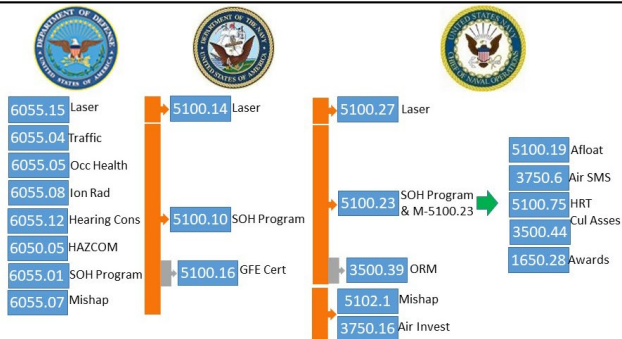 DEPARTMENT OF DEFENSE
UNITED STATES OF AMERICA
DEPARTMENT OF THE NAVY
UNITED STATES OF AMERICA
UNITED STATES NAVY
CHIEF OF NAVAL OPERATIONS
6055.15 Laser
6055.04 Traffic
6055.05 Occ Health
6055.08 Ion Rad
6055.12 Hearing Cons
6050.05 HAZCOM
6055.01 SOH Program
6055.07 Mishap
5100.14 Laser
5100.10 SOH Program
5100.16 GFE Cert
5100.27 Laser
5100.23 SOH Program
& M-5100.23
3500.39 ORM
5102.1 Mishap
3750.16 Air Invest
5100.19 Afloat
3750.6 Air SMS
5100.75 HRT
Cul Asses
3500.44
1650.28 Awards